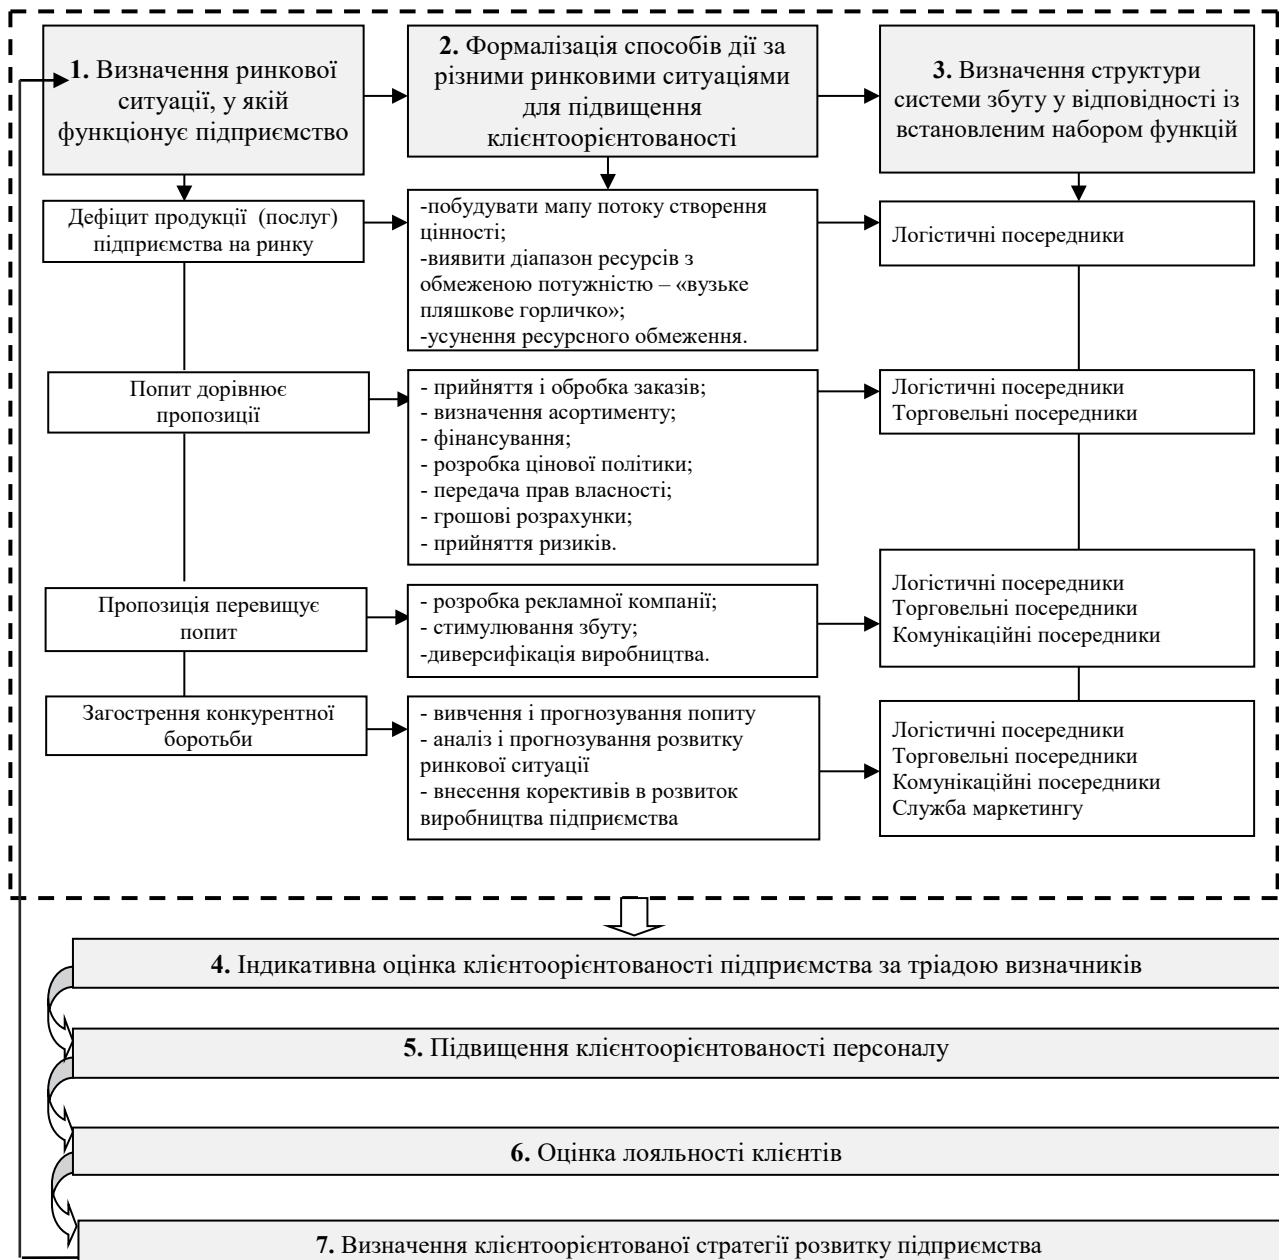 1. Визначення ринкової
ситуації, у якій
функціонує підприємство
2. Формалізація способів дії за
різними ринковими ситуаціями
для підвищення
клієнтоорієнтованості
3. Визначення структури
системи збуту у відповідності із
встановленим набором функцій
Дефіцит продукції (послуг)
підприємства на ринку
-побудувати мапу потоку створення
цінності;
-виявити діапазон ресурсів з
обмеженою потужністю – «вузьке
пляшкове горличко»;
-усунення ресурсного обмеження.
Логістичні посередники
Попит дорівнює
пропозиції
- прийняття і обробка заказів;
- визначення асортименту;
- фінансування;
- розробка цінової політики;
- передача прав власності;
- грошові розрахунки;
- прийняття ризиків.
Логістичні посередники
Торговельні посередники
Пропозиція перевищує
попит
- розробка рекламної компанії;
- стимулювання збуту;
-диверсифікація виробництва.
Логістичні посередники
Торговельні посередники
Комунікаційні посередники
Загострення конкурентної
боротьби
- вивчення і прогнозування попиту
- аналіз і прогнозування розвитку
ринкової ситуації
- внесення корективів в розвиток
виробництва підприємства
Логістичні посередники
Торговельні посередники
Комунікаційні посередники
Служба маркетингу
4. Індикативна оцінка клієнтоорієнтованості підприємства за тріадою визначників
5. Підвищення клієнтоорієнтованості персоналу
6. Оцінка лояльності клієнтів
7. Визначення клієнтоорієнтованої стратегії розвитку підприємства